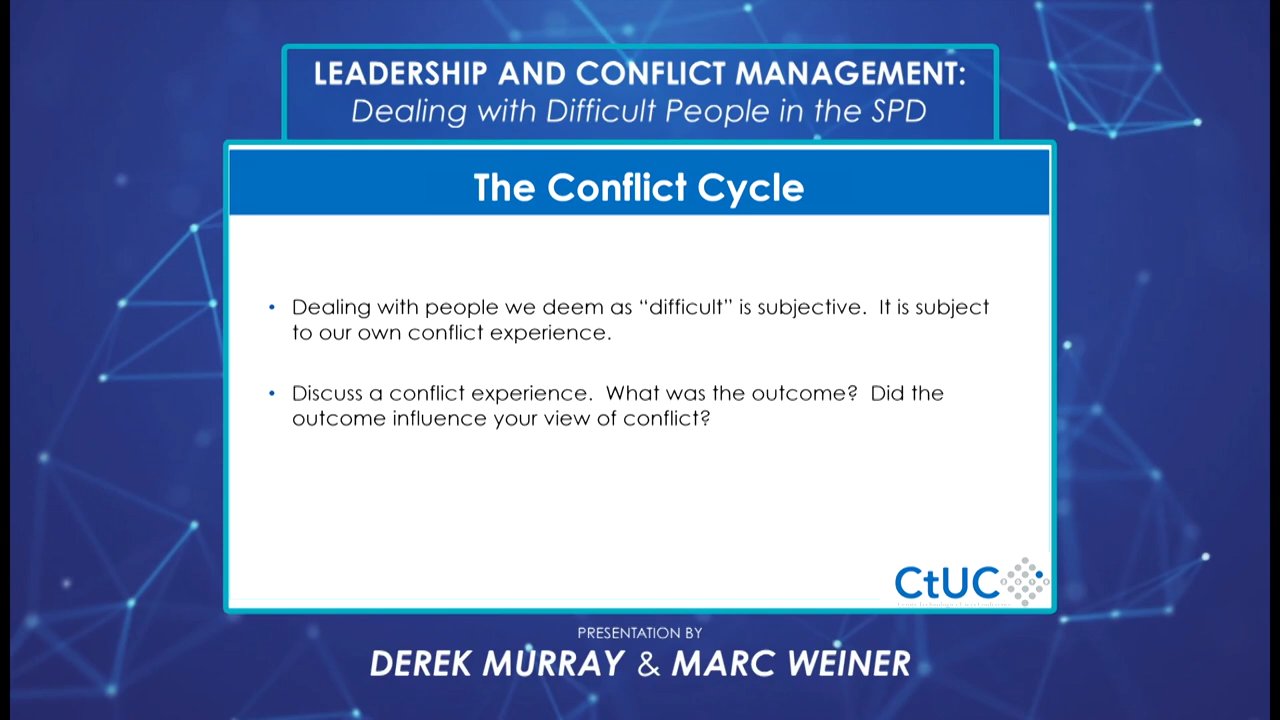 LEADERSHIP AND CONFLICT MANAGEMENT:
Dealing with Difficult People in the SPD
The Conflict Cycle
• Dealing with people we deem as “difficult” is subjective.  It is subject
to our own conflict experience.
• Discuss a conflict experience.  What was the outcome?  Did the
outcome influence your view of conflict?
CtUC
PRESENTATION BY
DEREK MURRAY & MARC WEINER